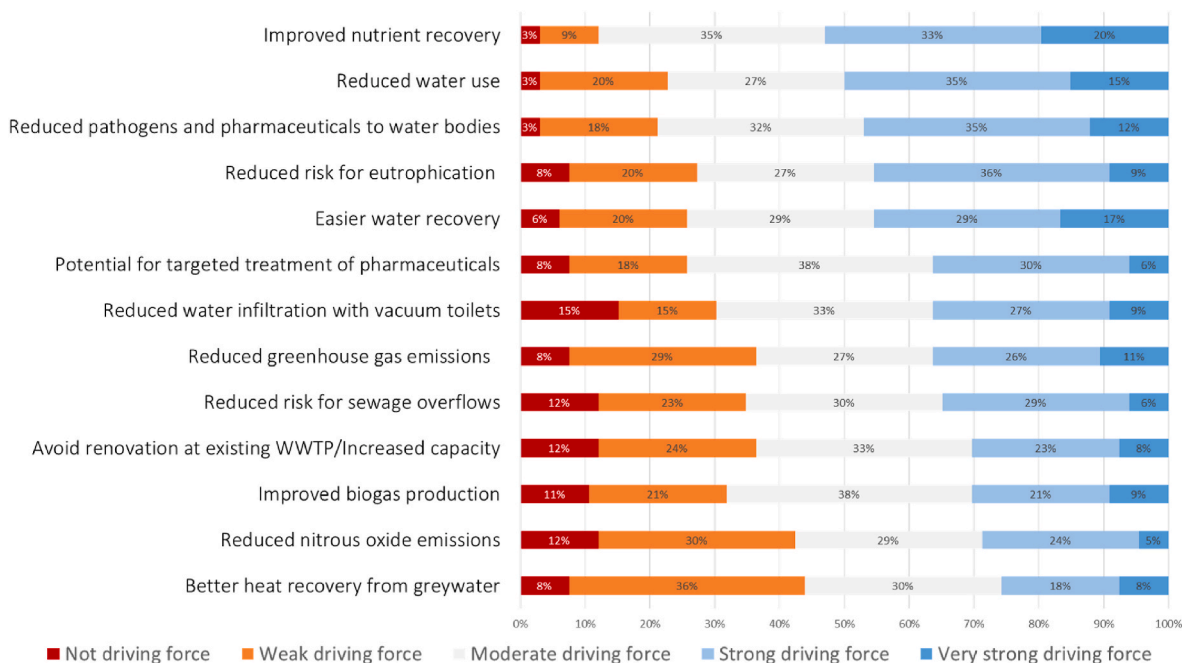 Improved nutrient recovery 3% 9% 35% 33% 20%
Reduced water use 3% 20% 27% 35% 15%
Reduced pathogens and pharmaceuticals to water bodies 3% 18% 32% 35% 12%
Reduced risk for eutrophication 8% 20% 27% 36% 9%
Easier water recovery 6% 20% 29% 29% 17%
Potential for targeted treatment of pharmaceuticals 8% 18% 38% 30% 6%
Reduced water infiltration with vacuum toilets 15% 15% 33% 27% 9%
Reduced greenhouse gas emissions 8% 29% 27% 26% 11%
Reduced risk for sewage overflows 12% 23% 30% 29% 6%
Avoid renovation at existing WWTP/Increased capacity 12% 24% 33% 23% 8%
Improved biogas production 11% 21% 38% 21% 9%
Reduced nitrous oxide emissions 12% 30% 29% 24% 5%
Better heat recovery from greywater 8% 36% 30% 18% 8%
0% 10% 20% 30% 40% 50% 60% 70% 80% 90% 100%
Not driving force Weak driving force Moderate driving force Strong driving force Very strong driving force